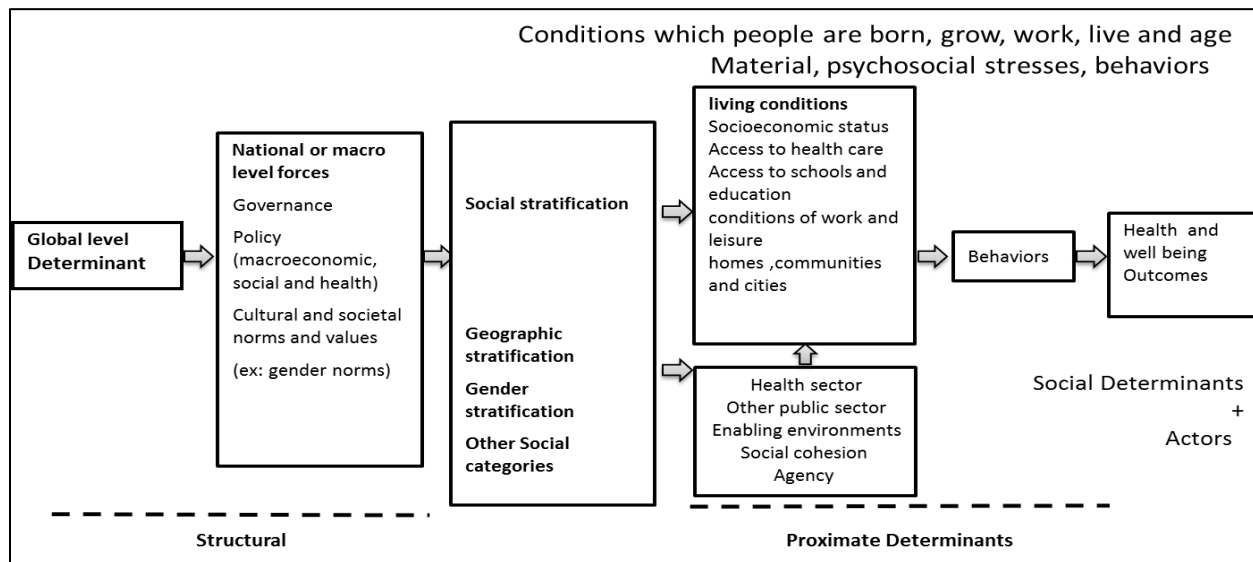 Conditions which people are born, grow, work, live and age
Material, psychosocial stresses, behaviors
Global level
Determinant
National or macro
level forces
Governance
Policy
(macroeconomic,
social and health)
Cultural and societal
norms and values
(ex: gender norms)
Social stratification
Geographic
stratification
Gender
stratification
Other Social
categories
living conditions
Socioeconomic status
Access to health care
Access to schools and
education
conditions of work and
leisure
homes ,communities
and cities
Health sector
Other public sector
Enabling environments
Social cohesion
Agency
Behaviors
Health and
well being
Outcomes
Social Determinants
+
Actors
Structural
Proximate Determinants